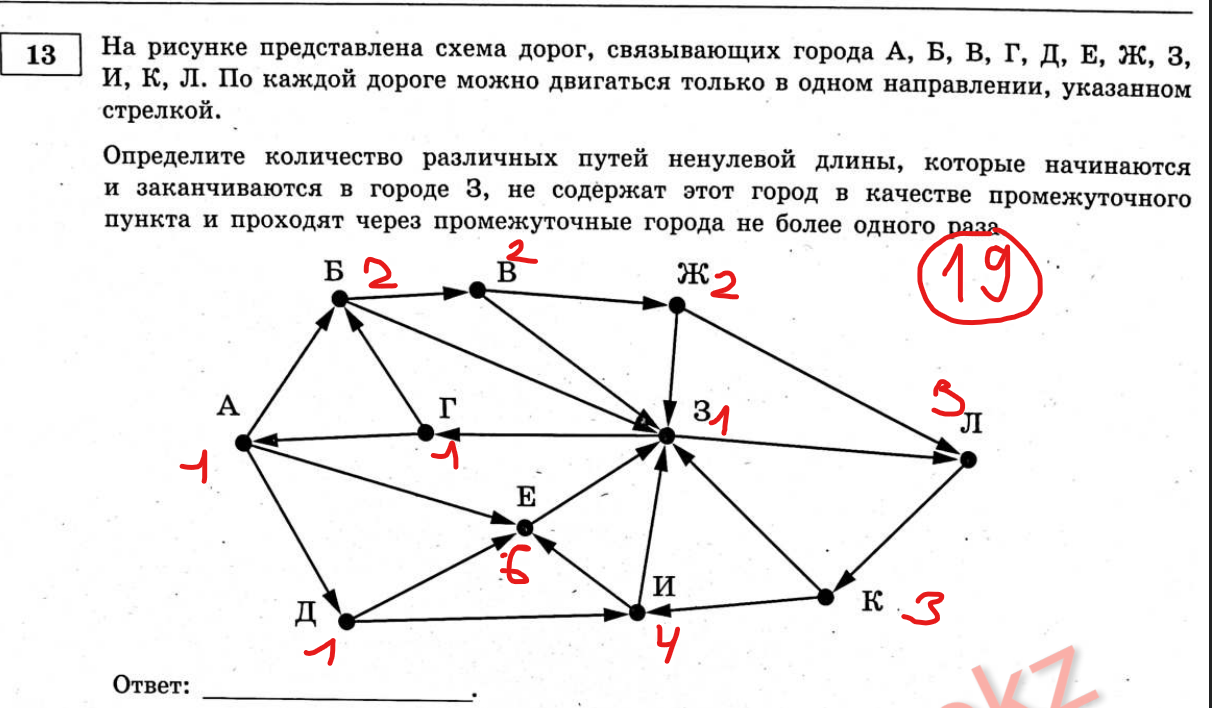 13
На рисунке представлена схема дорог, связывающих города А, Б, В, Г, Д, Е, Ж, З,
И, К, Л. По каждой дороге можно двигаться только в одном направлении, указанном
стрелкой.
Определите количество различных путей ненулевой длины, которые начинаются
и заканчиваются в городе З, не содержат этот город в качестве промежуточного
пункта и проходят через промежуточные города не более одного раза.
19
Б 2
В 2
Ж 2
А
1
Г
1
З 1
3
Л
Е
6
Д
1
И
4
К 3
Ответ:
kz